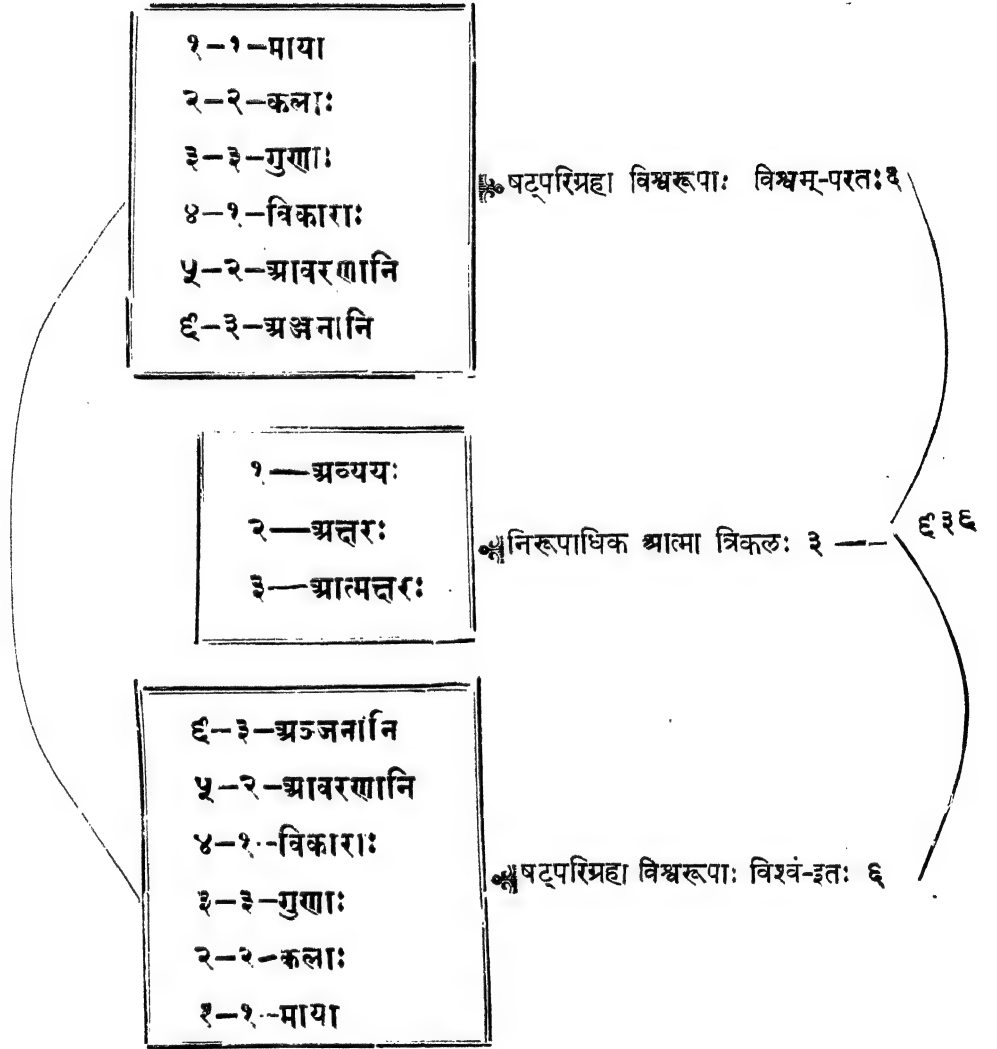 १-१-माया
२-२-कलाः
३-३-गुणाः
४-१-विकाराः
५-२-आवरणानि
६-३-अञ्जनानि
षट्परिग्रहा विश्वरूपाः विश्वम्-परतः ६
१—अव्ययः
२—अक्षरः
३—आत्मक्षरः
निरूपाधिक आत्मा त्रिकलः ३ —
६३६
६-३-अञ्जनानि
५-२-आवरणानि
४-१-विकाराः
३-३-गुणाः
२-२-कलाः
१-१-माया
षट्परिग्रहा विश्वरूपाः विश्वं-इतः ६